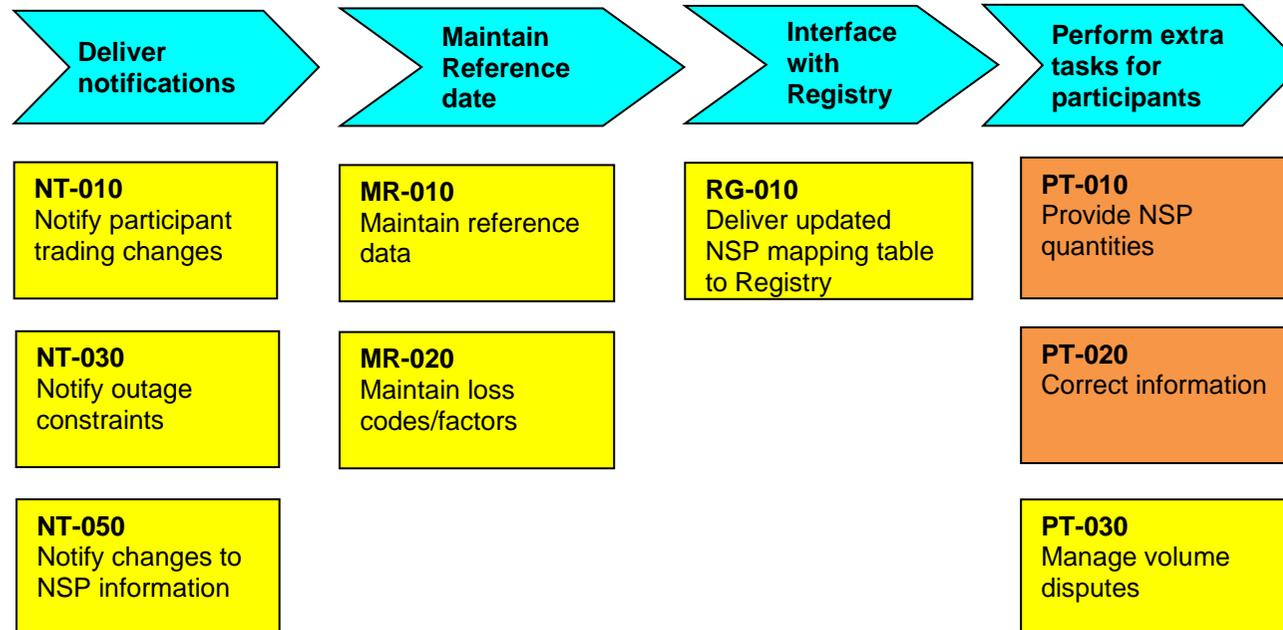 Deliver
notifications
Maintain
Reference
date
Interface
with
Registry
Perform extra
tasks for
participants
NT-010
Notify participant
trading changes
MR-010
Maintain reference
data
RG-010
Deliver updated
NSP mapping table
to Registry
PT-010
Provide NSP
quantities
NT-030
Notify outage
constraints
MR-020
Maintain loss
codes/factors
PT-020
Correct information
NT-050
Notify changes to
NSP information
PT-030
Manage volume
disputes